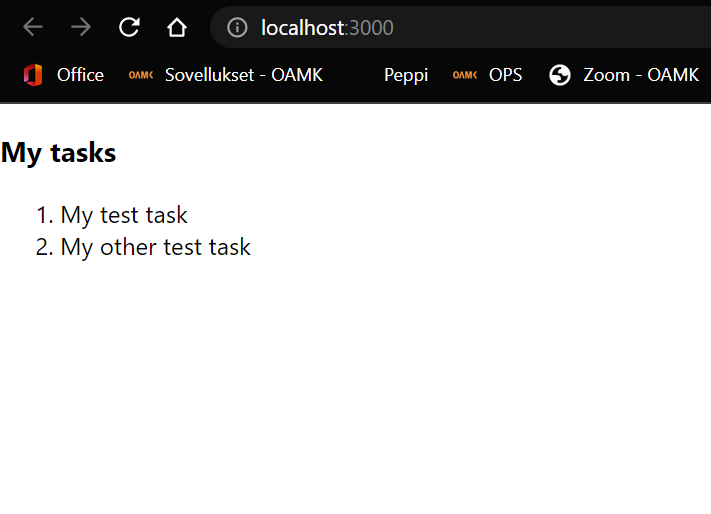 localhost:3000
Office OAMK Sovellukset - OAMK Peppi OAMK OPS Zoom - OAMK
My tasks
1. My test task
2. My other test task